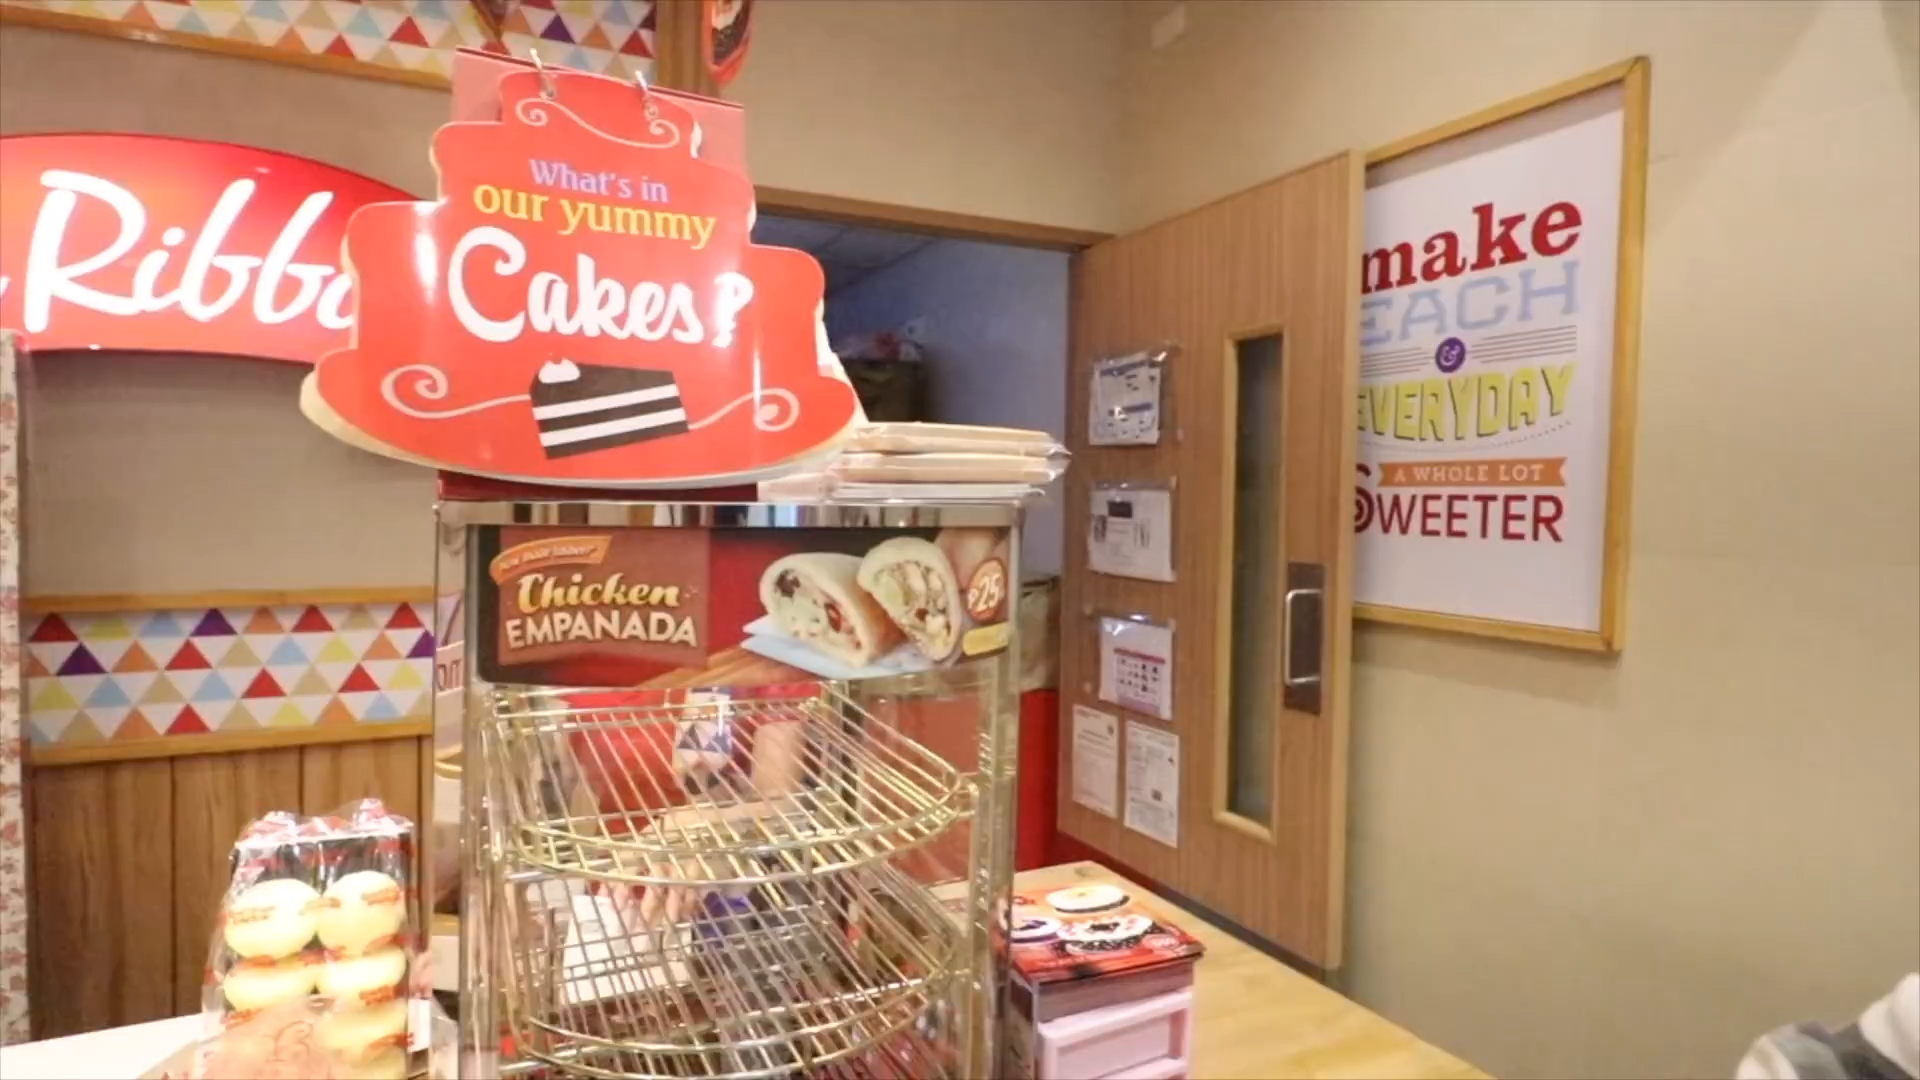 Ribbo
What's in
our yummy
Cakes?
Chicken
EMPANADA
₱25
make
EACH
&
EVERYDAY
A WHOLE LOT
SWEETER